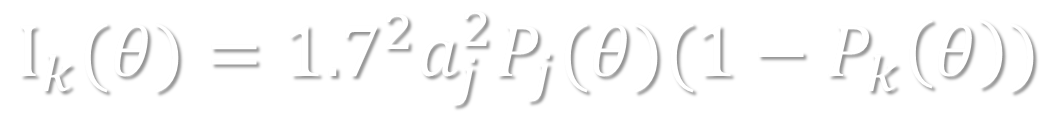 I_k(θ) = 1.7²a_j²P_j(θ)(1 − P_k(θ))